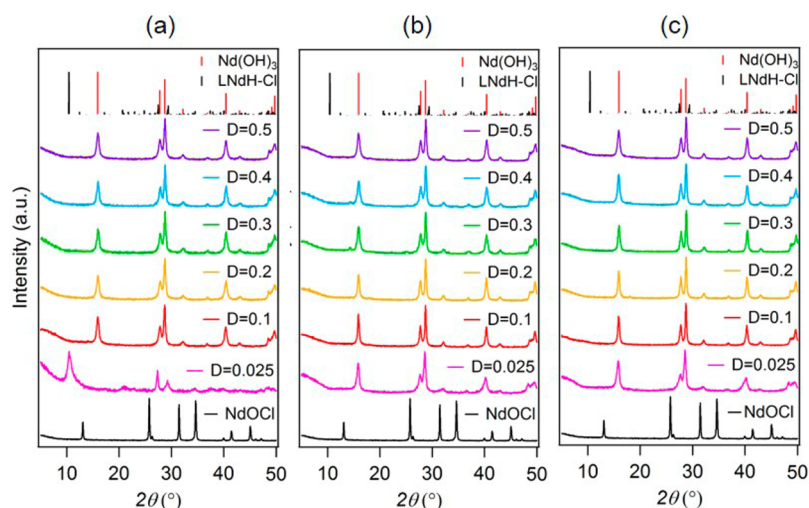 (a)
(b)
(c)
Intensity (a.u.)
Nd(OH)3
LNdH-Cl
D=0.5
D=0.4
D=0.3
D=0.2
D=0.1
D=0.025
NdOCl
10 20 30 40 50
2θ (°)
Nd(OH)3
LNdH-Cl
D=0.5
D=0.4
D=0.3
D=0.2
D=0.1
D=0.025
NdOCl
10 20 30 40 50
2θ (°)
Nd(OH)3
LNdH-Cl
D=0.5
D=0.4
D=0.3
D=0.2
D=0.1
D=0.025
NdOCl
10 20 30 40 50
2θ (°)